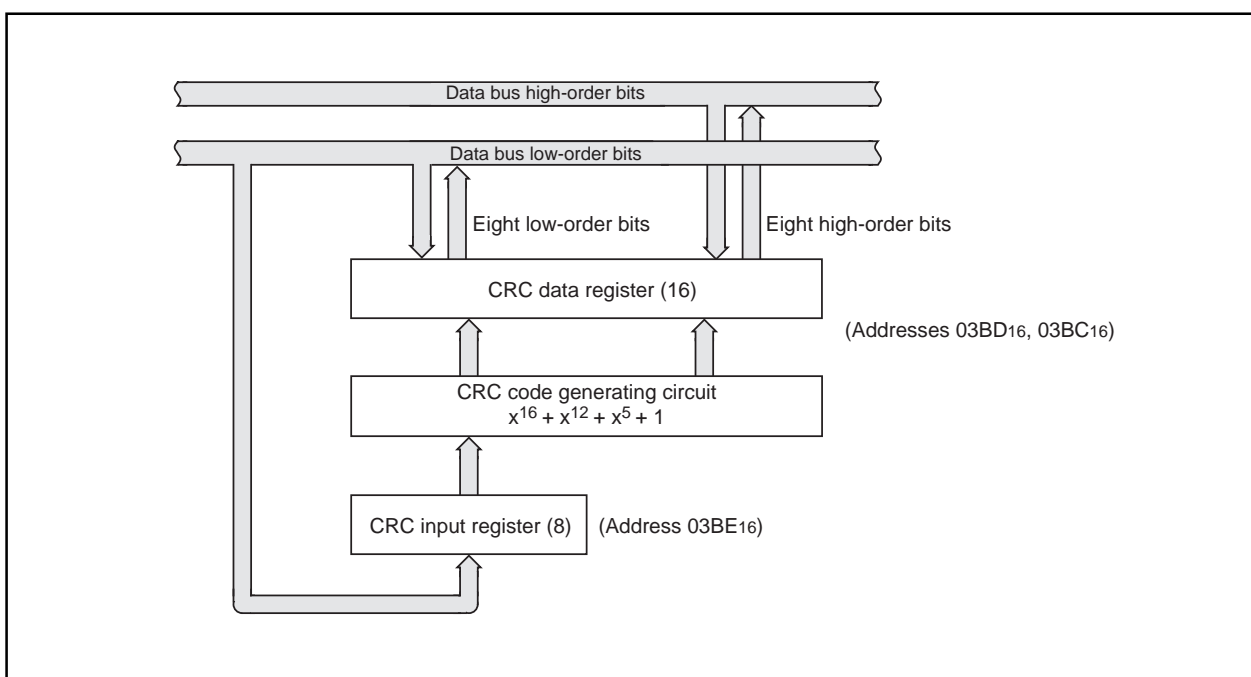 Data bus high-order bits
Data bus low-order bits
Eight low-order bits
Eight high-order bits
CRC data register (16)
(Addresses 03BD16, 03BC16)
CRC code generating circuit
x16 + x12 + x5 + 1
CRC input register (8)
(Address 03BE16)